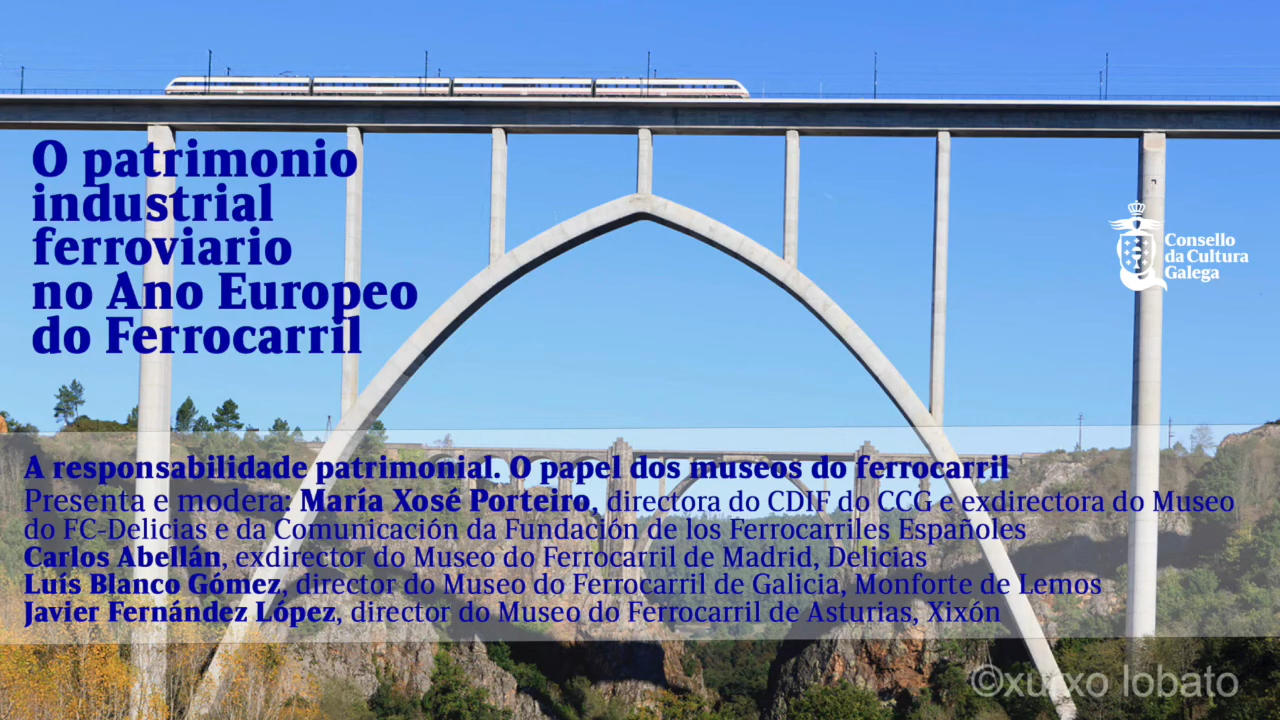 O patrimonio
industrial
ferroviario
no Ano Europeo
do Ferrocarril
Consello
da Cultura
Galega
A responsabilidade patrimonial. O papel dos museos do ferrocarril
Presenta e modera: María Xosé Porteiro, directora do CDIF do CCG e exdirectora do Museo
do FC-Delicias e da Comunicación da Fundación de los Ferrocarriles Españoles
Carlos Abellán, exdirector do Museo do Ferrocarril de Madrid, Delicias
Luís Blanco Gómez, director do Museo do Ferrocarril de Galicia, Monforte de Lemos
Javier Fernández López, director do Museo do Ferrocarril de Asturias, Xixón
©xurxo lobato